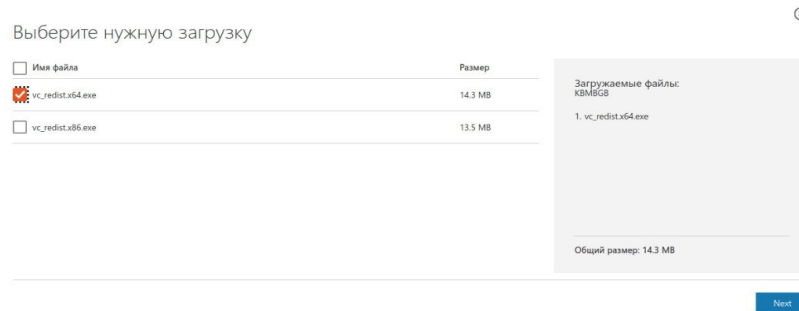 Выберите нужную загрузку
Имя файла Размер
vc_redist.x64.exe 14.3 MB
vc_redist.x86.exe 13.5 MB
Загружаемые файлы:
KBMBGB
1. vc_redist.x64.exe
Общий размер: 14.3 MB
Next